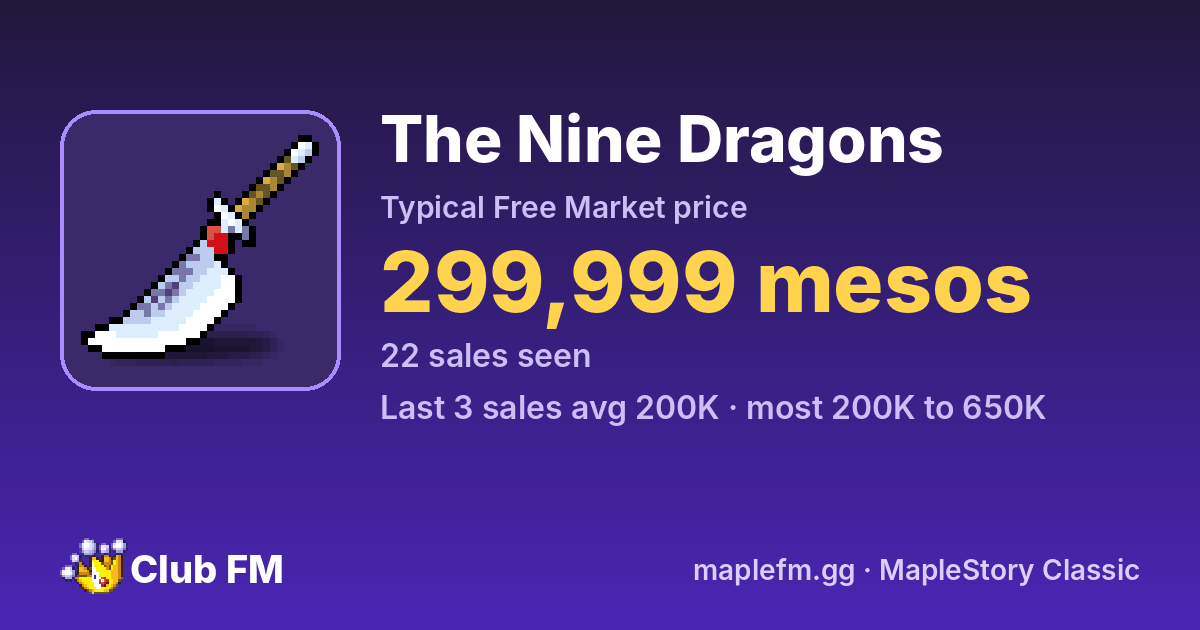 The Nine Dragons
Typical Free Market price
299,999 mesos
22 sales seen
Last 3 sales avg 200K · most 200K to 650K
Club FM
maplefm.gg · MapleStory Classic